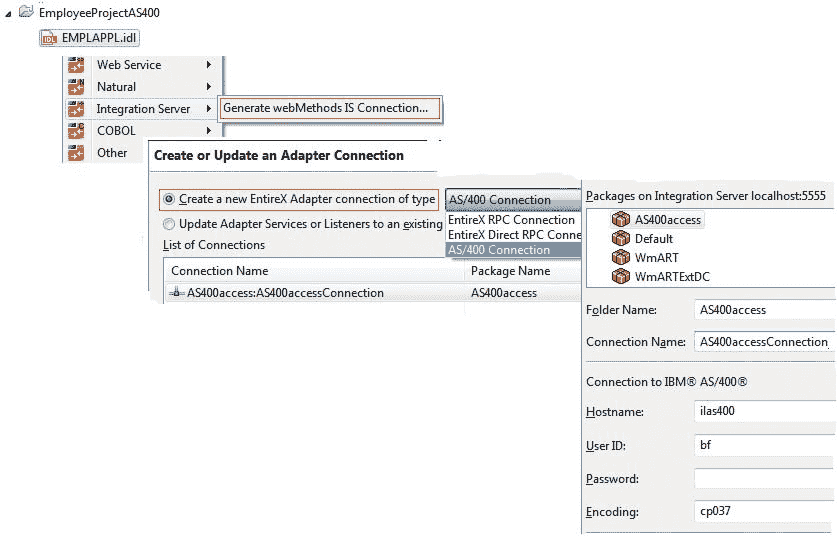 EmployeeProjectAS400
IDL EMPLAPPL.idl
Web Service
Natural
Integration Server
Generate webMethods IS Connection...
COBOL
Other
Create or Update an Adapter Connection
Create a new EntireX Adapter connection of type
AS/400 Connection
EntireX RPC Connection
EntireX Direct RPC Conne
AS/400 Connection
Update Adapter Services or Listeners to an existing
List of Connections
Connection Name Package Name
AS400access:AS400accessConnection AS400access
Packages on Integration Server localhost:5555
AS400access
Default
WmART
WmARTExtDC
Folder Name: AS400access
Connection Name: AS400accessConnection
Connection to IBM® AS/400®
Hostname: ilas400
User ID: bf
Password:
Encoding: cp037